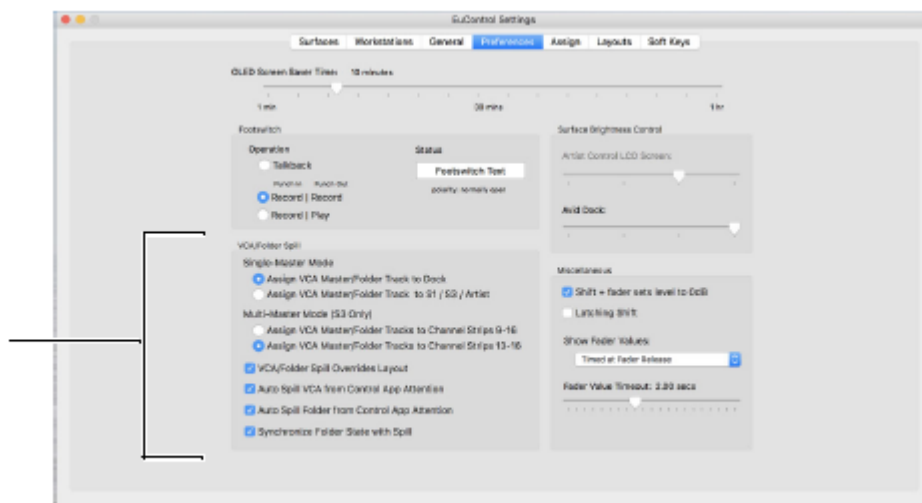 EuControl Settings
Surfaces Workstations General Preferences Assign Layouts Soft Keys
OLED Screen Saver Time: 10 minutes
1 min 30 mins 1 hr
Footswitch
Operation Status
Talkback
Footswitch Test
Punch In Punch Out
polarity: normally open
Record | Record
Record | Play
Surface Brightness Control
Artist Control LCD Screen:
Avid Dock:
VCA/Folder Spill
Single-Master Mode
Assign VCA Master/Folder Track to Dock
Assign VCA Master/Folder Track to S1 / S3 / Artist
Multi-Master Mode (S3 Only)
Assign VCA Master/Folder Tracks to Channel Strips 9-16
Assign VCA Master/Folder Tracks to Channel Strips 13-16
VCA/Folder Spill Overrides Layout
Auto Spill VCA from Control App Attention
Auto Spill Folder from Control App Attention
Synchronize Folder State with Spill
Miscellaneous
Shift + fader sets level to 0dB
Latching Shift
Show Fader Values:
Timed at Fader Release
Fader Value Timeout: 2.00 secs